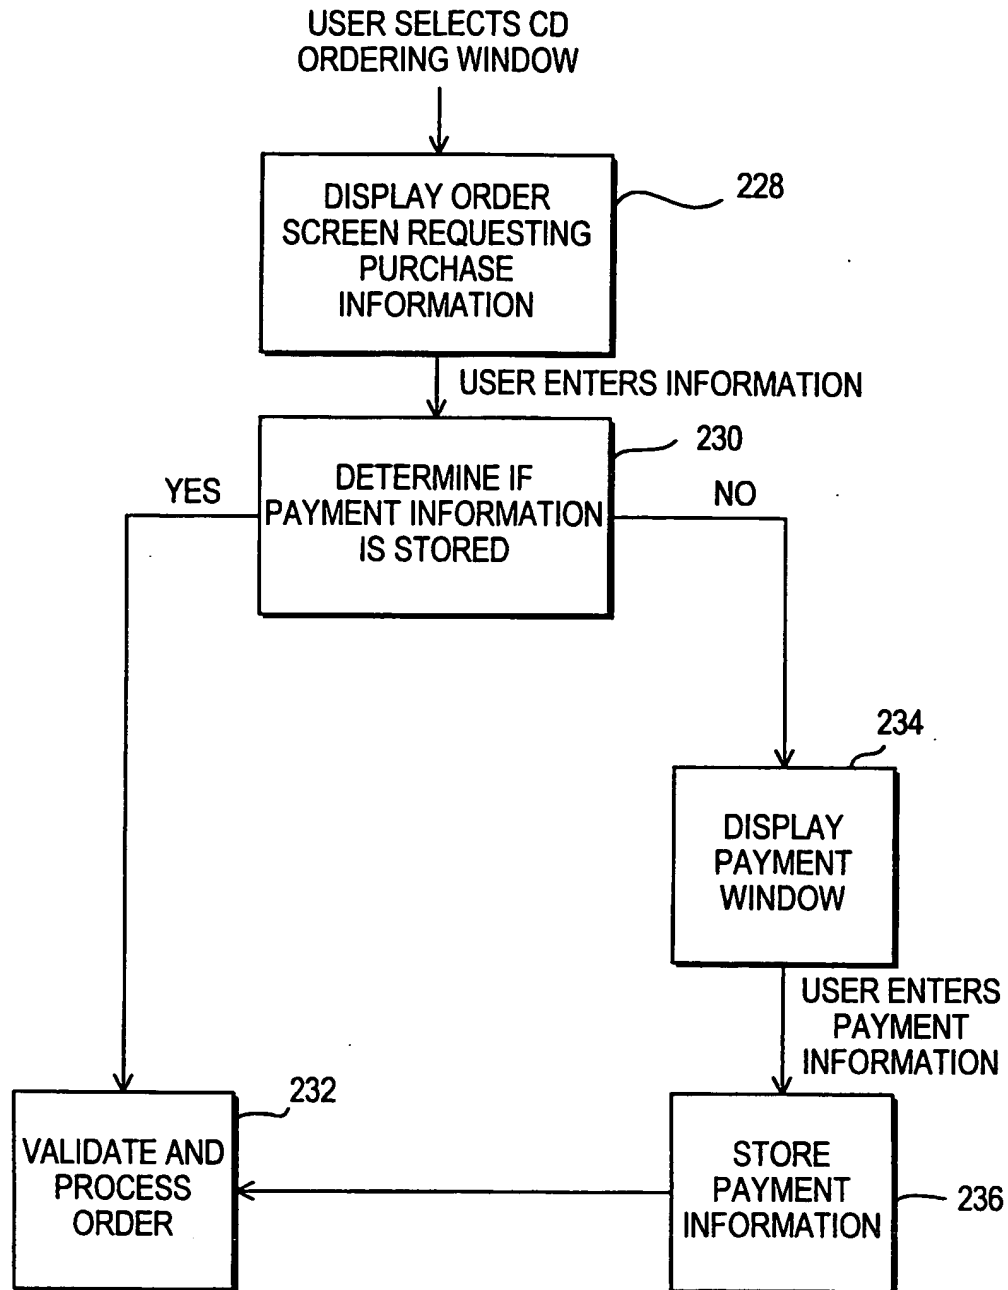 USER SELECTS CD
ORDERING WINDOW
DISPLAY ORDER
SCREEN REQUESTING
PURCHASE
INFORMATION
228
USER ENTERS INFORMATION
230
DETERMINE IF
PAYMENT INFORMATION
IS STORED
YES
NO
234
DISPLAY
PAYMENT
WINDOW
USER ENTERS
PAYMENT
INFORMATION
232
VALIDATE AND
PROCESS
ORDER
STORE
PAYMENT
INFORMATION
236